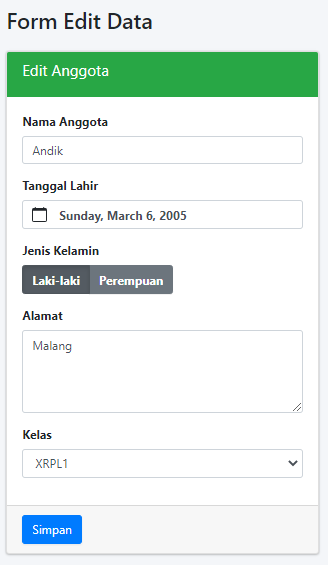 Form Edit Data
Edit Anggota
Nama Anggota
Andik
Tanggal Lahir
Sunday, March 6, 2005
Jenis Kelamin
Laki-laki Perempuan
Alamat
Malang
Kelas
XRPL1
Simpan